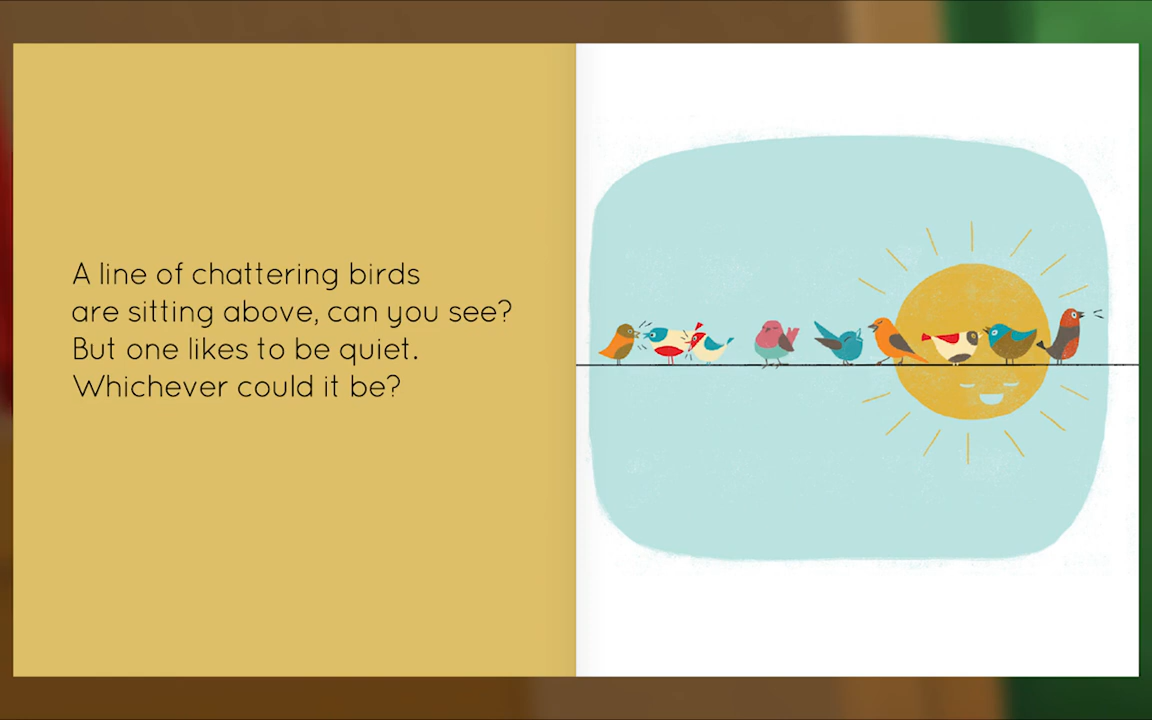 A line of chattering birds
are sitting above, can you see?
But one likes to be quiet.
Whichever could it be?